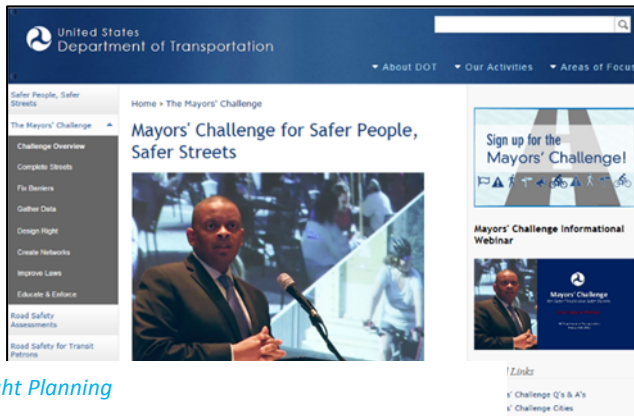 United States
Department of Transportation
About DOT
Our Activities
Areas of Focus
Safer People, Safer
Streets
The Mayors' Challenge
Challenge Overview
Complete Streets
Fix Barriers
Gather Data
Design Right
Create Networks
Improve Laws
Educate & Enforce
Road Safety
Assessments
Road Safety for Transit
Patrons
Home » The Mayors' Challenge
Mayors' Challenge for Safer People,
Safer Streets
Sign up for the
Mayors' Challenge!
Mayors' Challenge Informational
Webinar
Mayors' Challenge
Links
Challenge Q's & A's
Challenge Cities
ht Planning